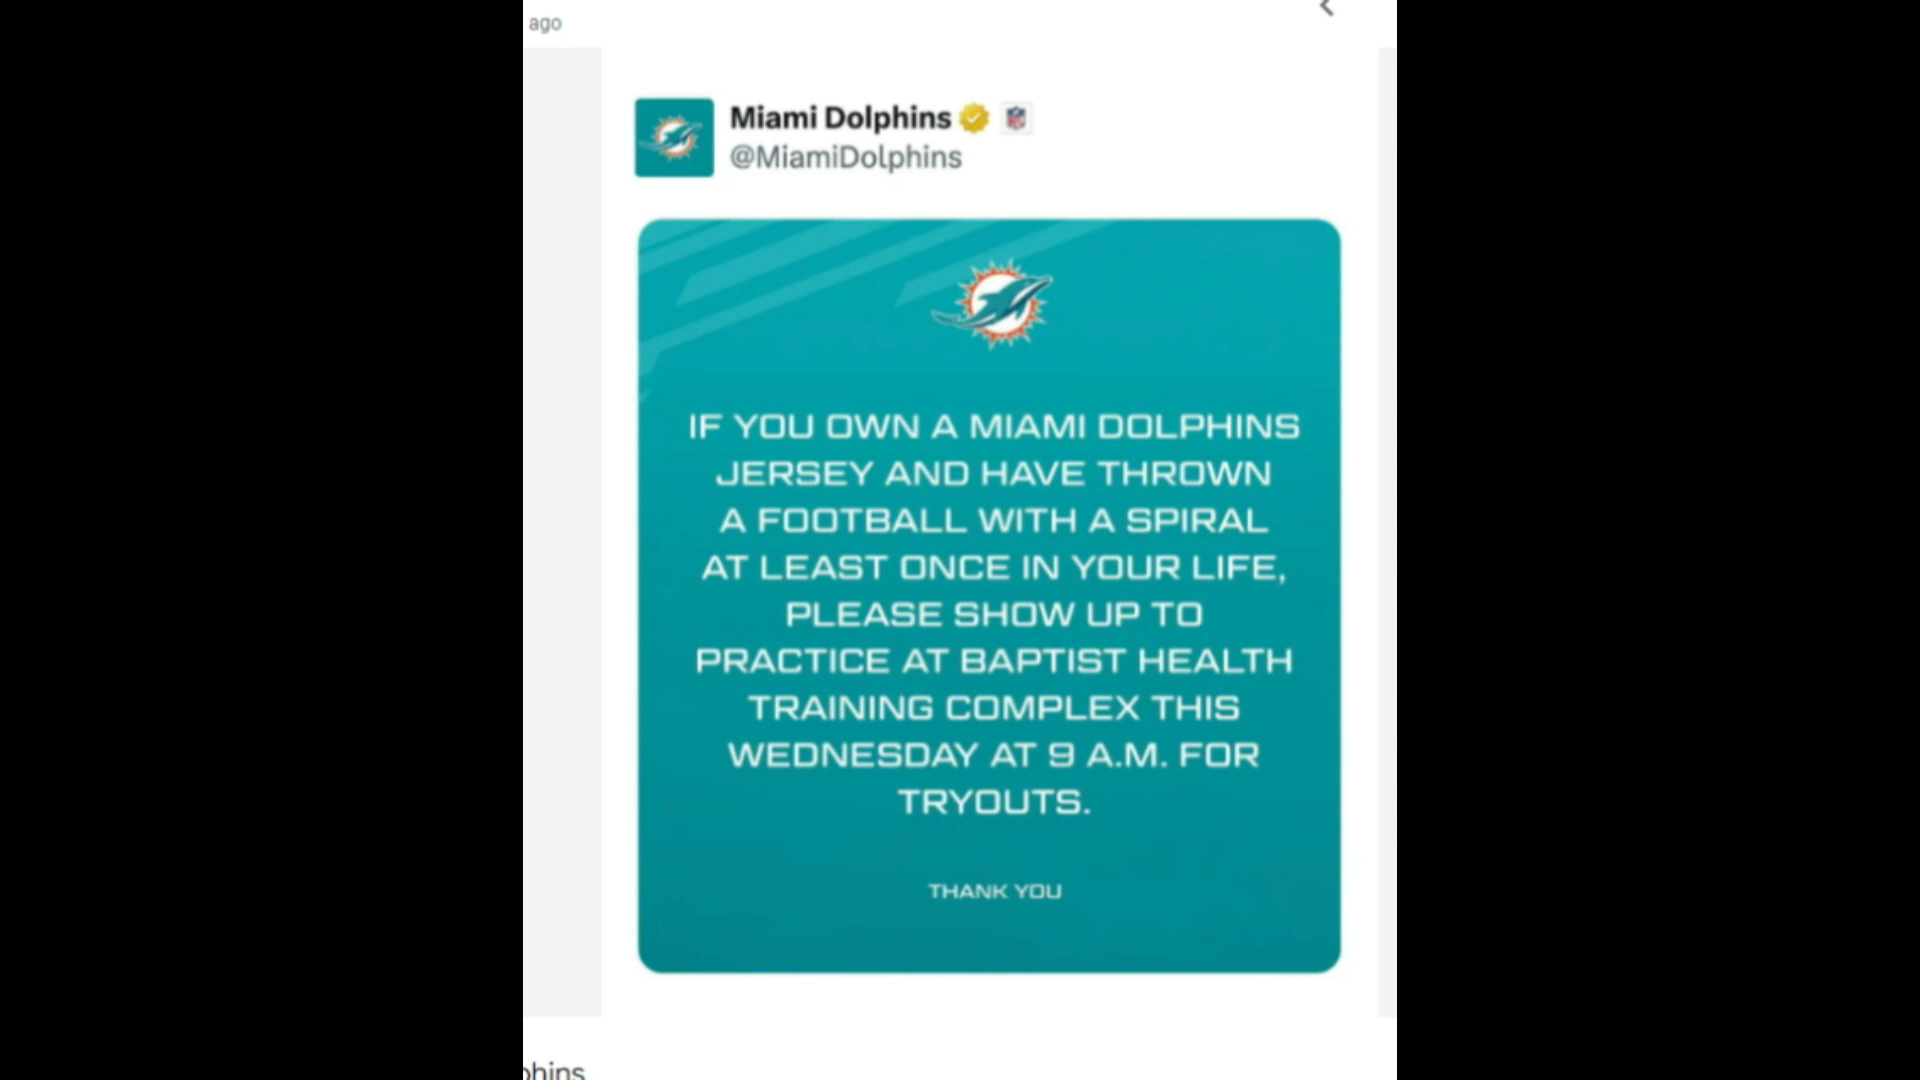 ago
Miami Dolphins
@MiamiDolphins
IF YOU OWN A MIAMI DOLPHINS
JERSEY AND HAVE THROWN
A FOOTBALL WITH A SPIRAL
AT LEAST ONCE IN YOUR LIFE,
PLEASE SHOW UP TO
PRACTICE AT BAPTIST HEALTH
TRAINING COMPLEX THIS
WEDNESDAY AT 9 A.M. FOR
TRYOUTS.
THANK YOU
phins